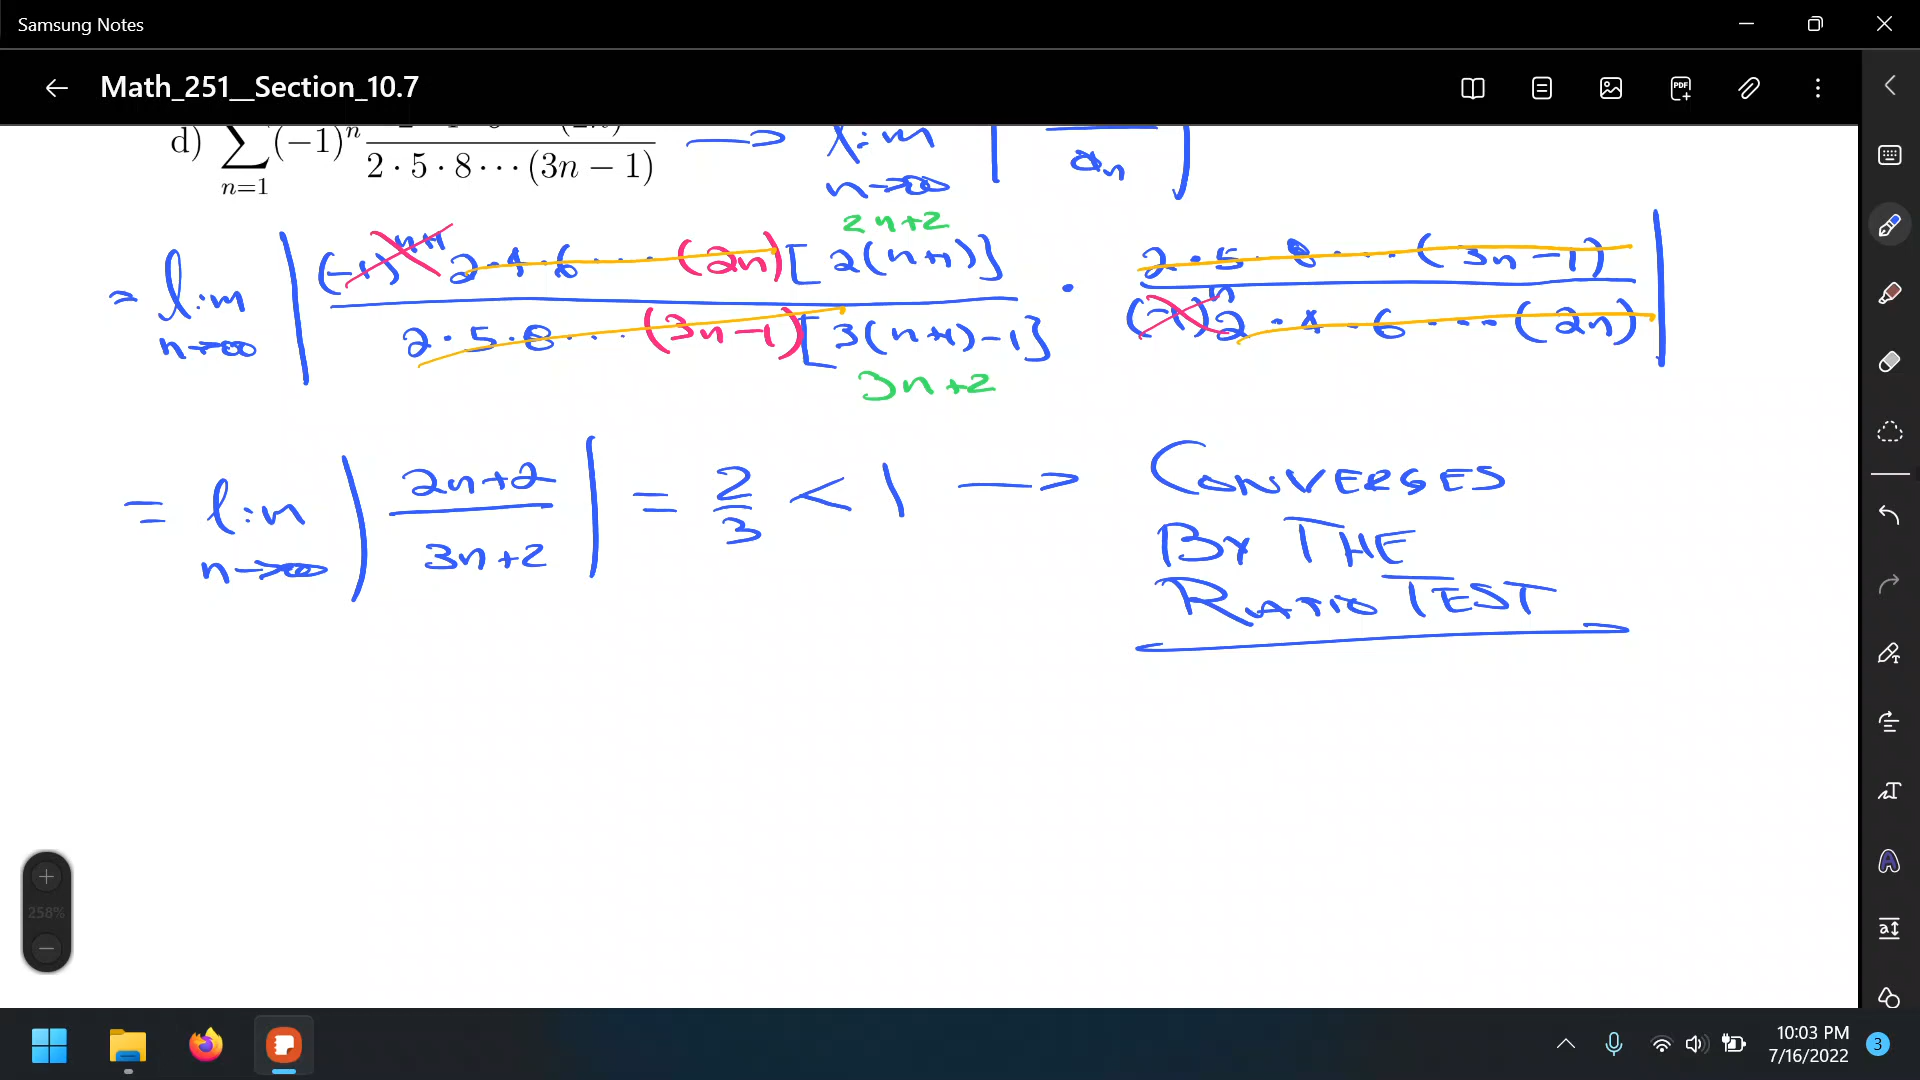 Samsung Notes
Math_251__Section_10.7
d) ∑ n=1 (−1)^n / 2 · 5 · 8 · · · (3n − 1) → lim n→∞ | / aₙ |
2n+2
= lim n→∞ | (−1)^n+1 2 · 4 · 6 · · · (2n) [2(n+1)] / 2 · 5 · 8 · · · (3n−1) [3(n+1)−1] · 2 · 5 · 8 · · · (3n−1) / (−1)^n 2 · 4 · 6 · · · (2n) |
3n+2
= lim n→∞ | 2n+2 / 3n+2 | = 2/3 < 1 → CONVERGES
BY THE
RATIO TEST
258%
10:03 PM
7/16/2022
3